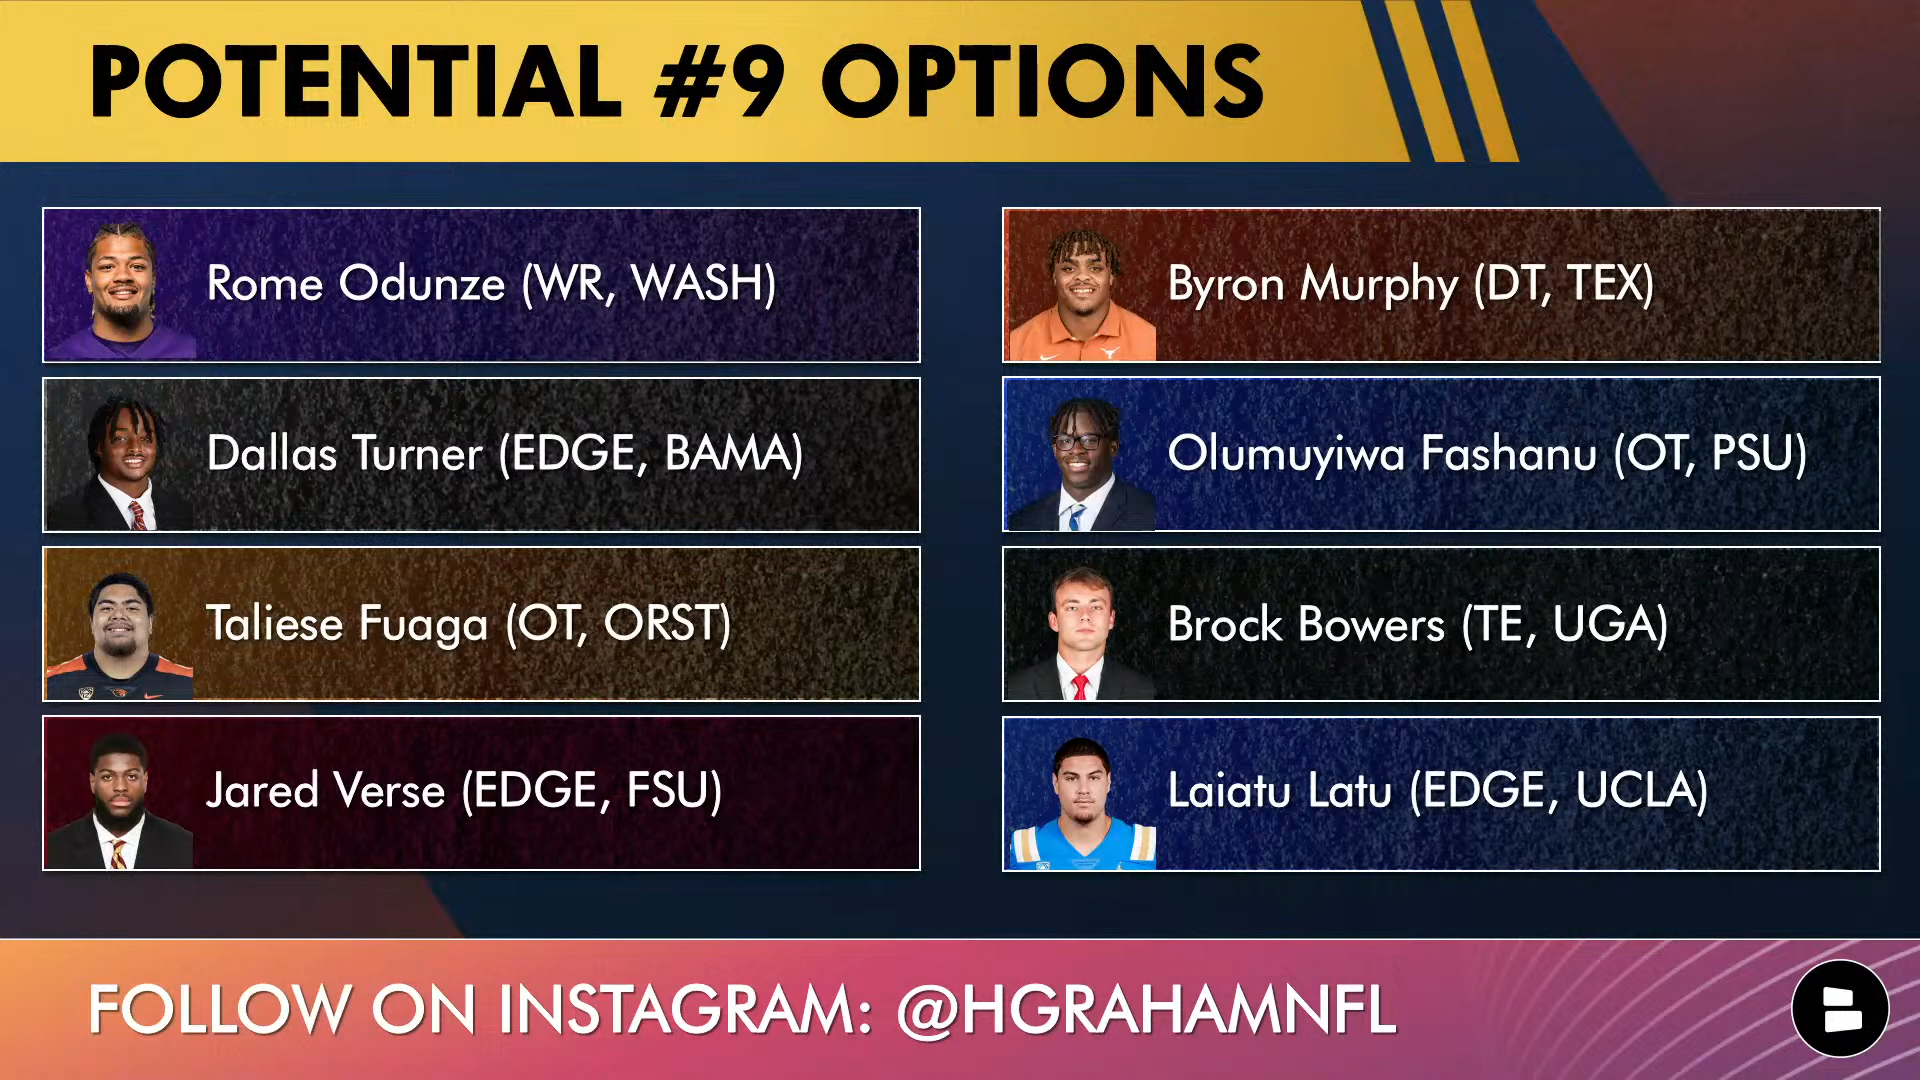 POTENTIAL #9 OPTIONS
Rome Odunze (WR, WASH)
Dallas Turner (EDGE, BAMA)
Taliese Fuaga (OT, ORST)
Jared Verse (EDGE, FSU)
Byron Murphy (DT, TEX)
Olumuyiwa Fashanu (OT, PSU)
Brock Bowers (TE, UGA)
Laiatu Latu (EDGE, UCLA)
FOLLOW ON INSTAGRAM: @HGRAHAMNFL